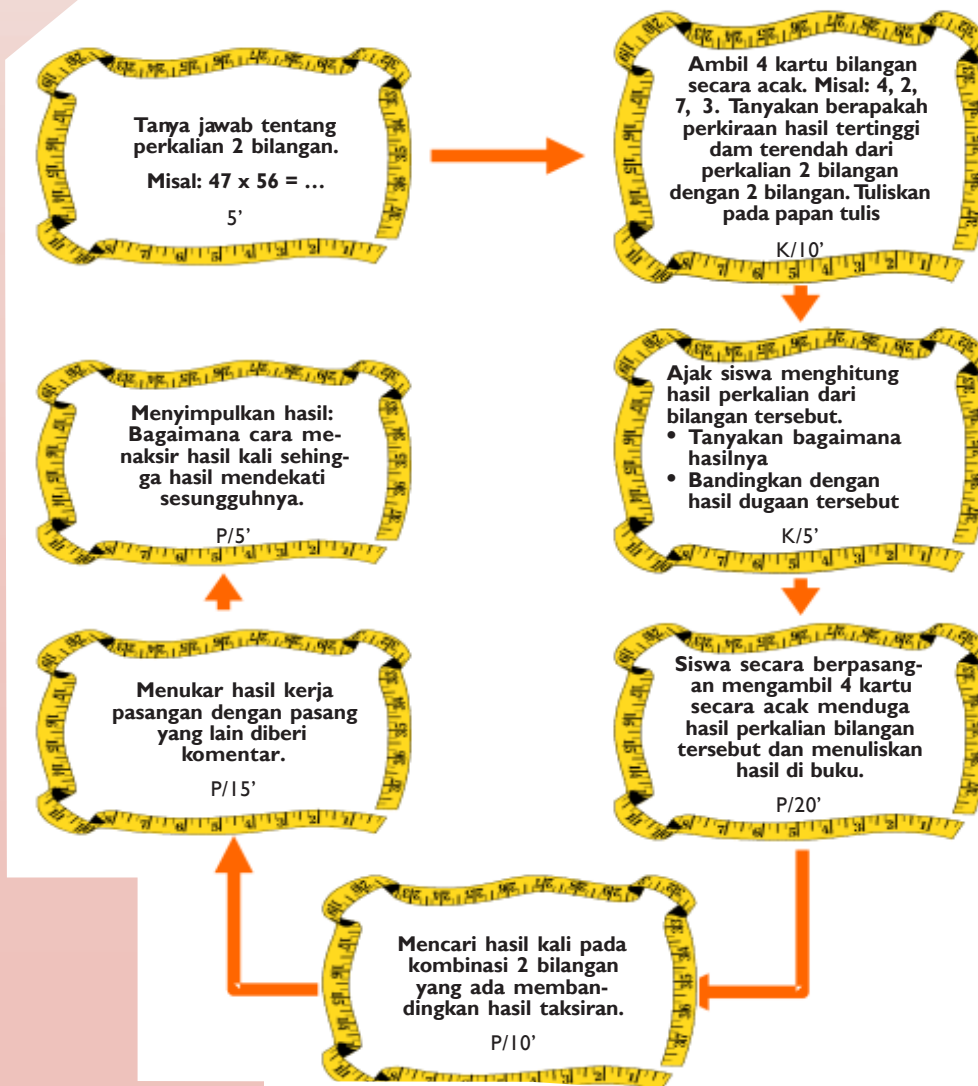 Tanya jawab tentang
perkalian 2 bilangan.
Misal: 47 x 56 = ...
5’
Ambil 4 kartu bilangan
secara acak. Misal: 4, 2,
7, 3. Tanyakan berapakah
perkiraan hasil tertinggi
dam terendah dari
perkalian 2 bilangan
dengan 2 bilangan. Tuliskan
pada papan tulis
K/10’
Ajak siswa menghitung
hasil perkalian dari
bilangan tersebut.
• Tanyakan bagaimana
hasilnya
• Bandingkan dengan
hasil dugaan tersebut
K/5’
Siswa secara berpasang-
an mengambil 4 kartu
secara acak menduga
hasil perkalian bilangan
tersebut dan menuliskan
hasil di buku.
P/20’
Mencari hasil kali pada
kombinasi 2 bilangan
yang ada memban-
dingkan hasil taksiran.
P/10’
Menukar hasil kerja
pasangan dengan pasang
yang lain diberi
komentar.
P/15’
Menyimpulkan hasil:
Bagaimana cara me-
naksir hasil kali sehing-
ga hasil mendekati
sesungguhnya.
P/5’